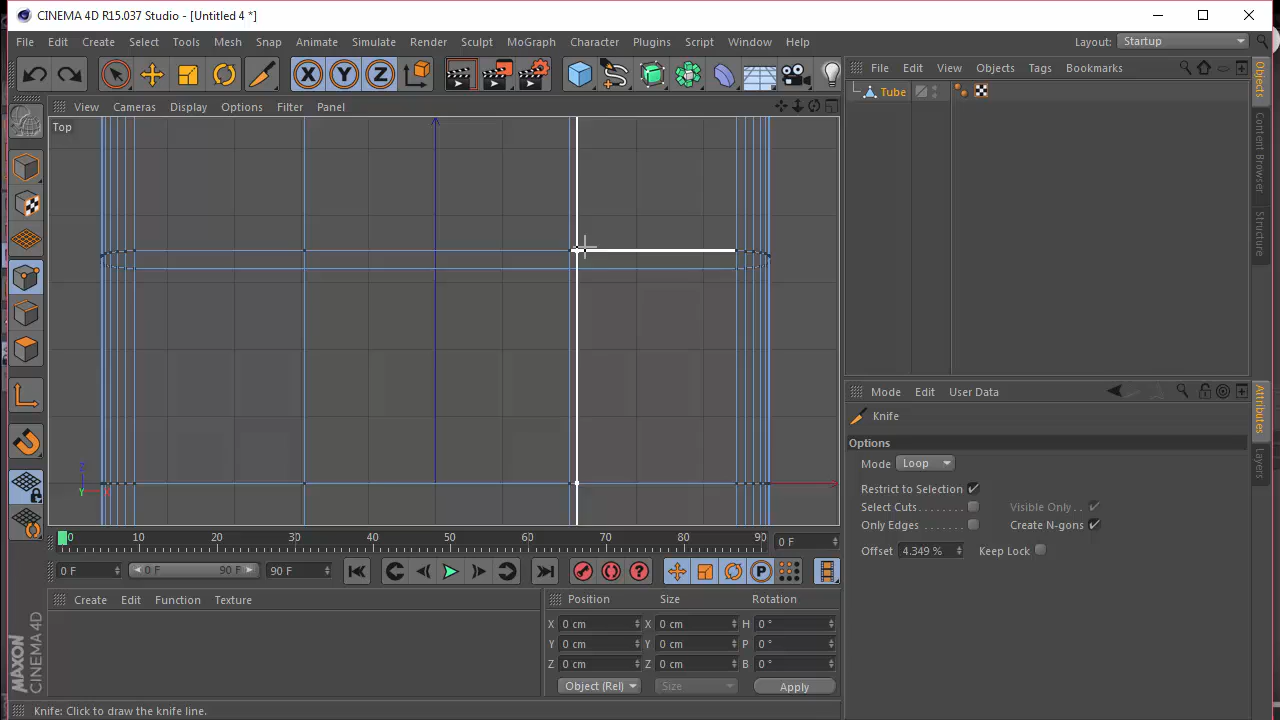 CINEMA 4D R15.037 Studio - [Untitled 4 *]
File Edit Create Select Tools Mesh Snap Animate Simulate Render Sculpt MoGraph Character Plugins Script Window Help Layout: Startup
X Y Z
File Edit View Objects Tags Bookmarks
Tube
Objects
Content Browser
Structure
View Cameras Display Options Filter Panel
Top
Z
Y X
Mode Edit User Data
Knife
Options
Mode Loop
Restrict to Selection
Select Cuts Visible Only
Only Edges Create N-gons
Offset 4.349 % Keep Lock
Attributes
Layers
0 10 20 30 40 50 60 70 80 90 0 F
0 F 0 F 90 F 90 F
P
Create Edit Function Texture
Position Size Rotation
X 0 cm X 0 cm H 0 °
Y 0 cm Y 0 cm P 0 °
Z 0 cm Z 0 cm B 0 °
Object (Rel) Size Apply
MAXON
CINEMA 4D
Knife: Click to draw the knife line.